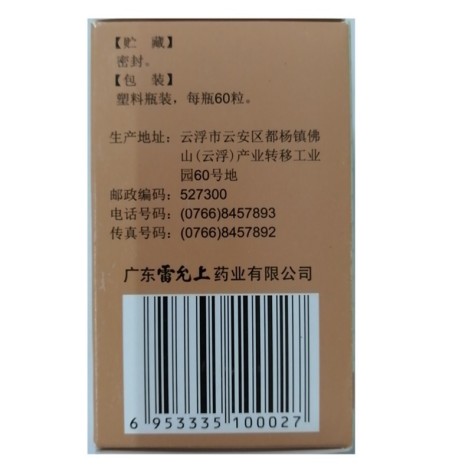 【贮 藏】
密封。
【包 装】
塑料瓶装，每瓶60粒。
生产地址：云浮市云安区都杨镇佛
山(云浮)产业转移工业
园60号地
邮政编码：527300
电话号码：(0766)8457893
传真号码：(0766)8457892
广东雷允上药业有限公司
6 953335 100027